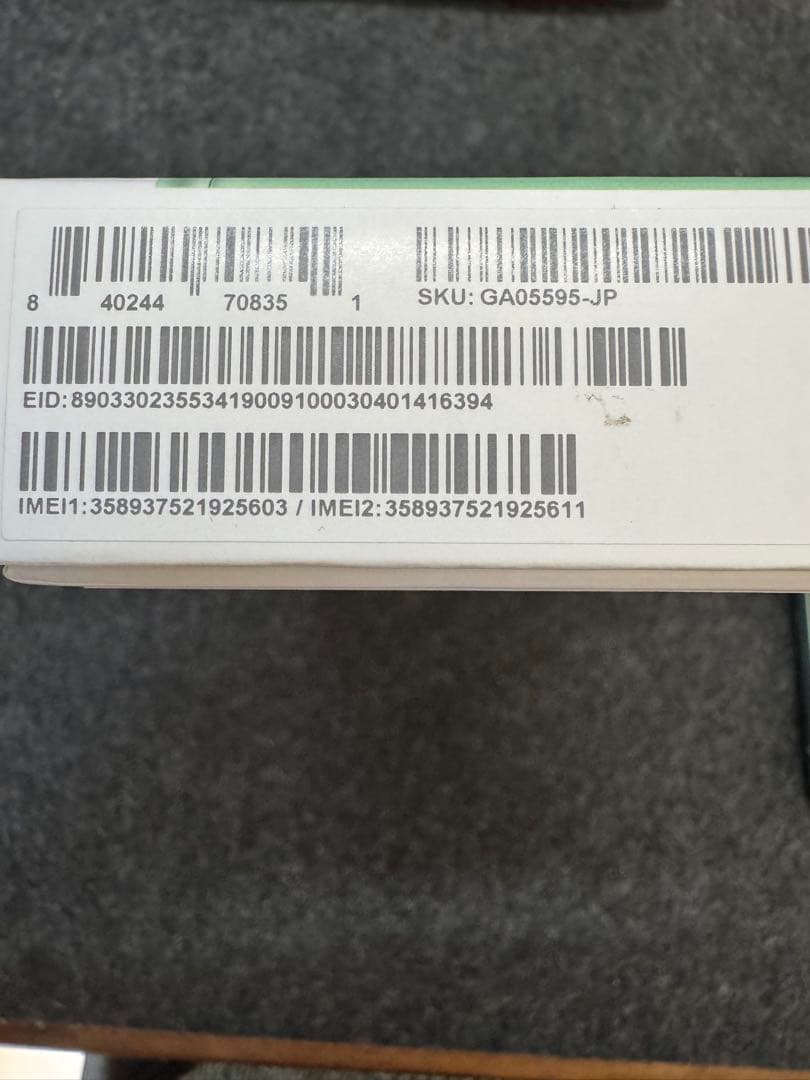 8 40244 70835 1
SKU: GA05595-JP
EID:89033023553419009100030401416394
IMEI1:358937521925603 / IMEI2:358937521925611